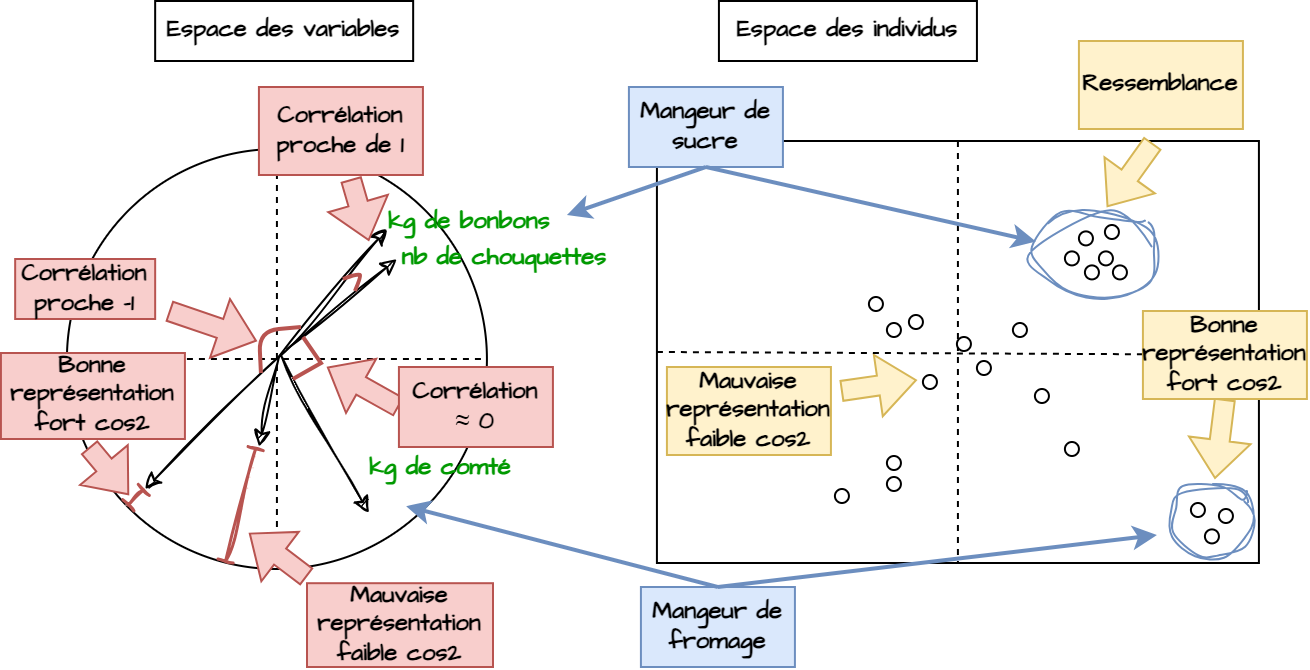 Espace des variables
Espace des individus
Ressemblance
Corrélation
proche de 1
Mangeur de
sucre
kg de bonbons
nb de chouquettes
Corrélation
proche -1
Bonne
représentation
fort cos2
Corrélation
≈ 0
Mauvaise
représentation
faible cos2
Bonne
représentation
fort cos2
kg de comté
Mauvaise
représentation
faible cos2
Mangeur de
fromage